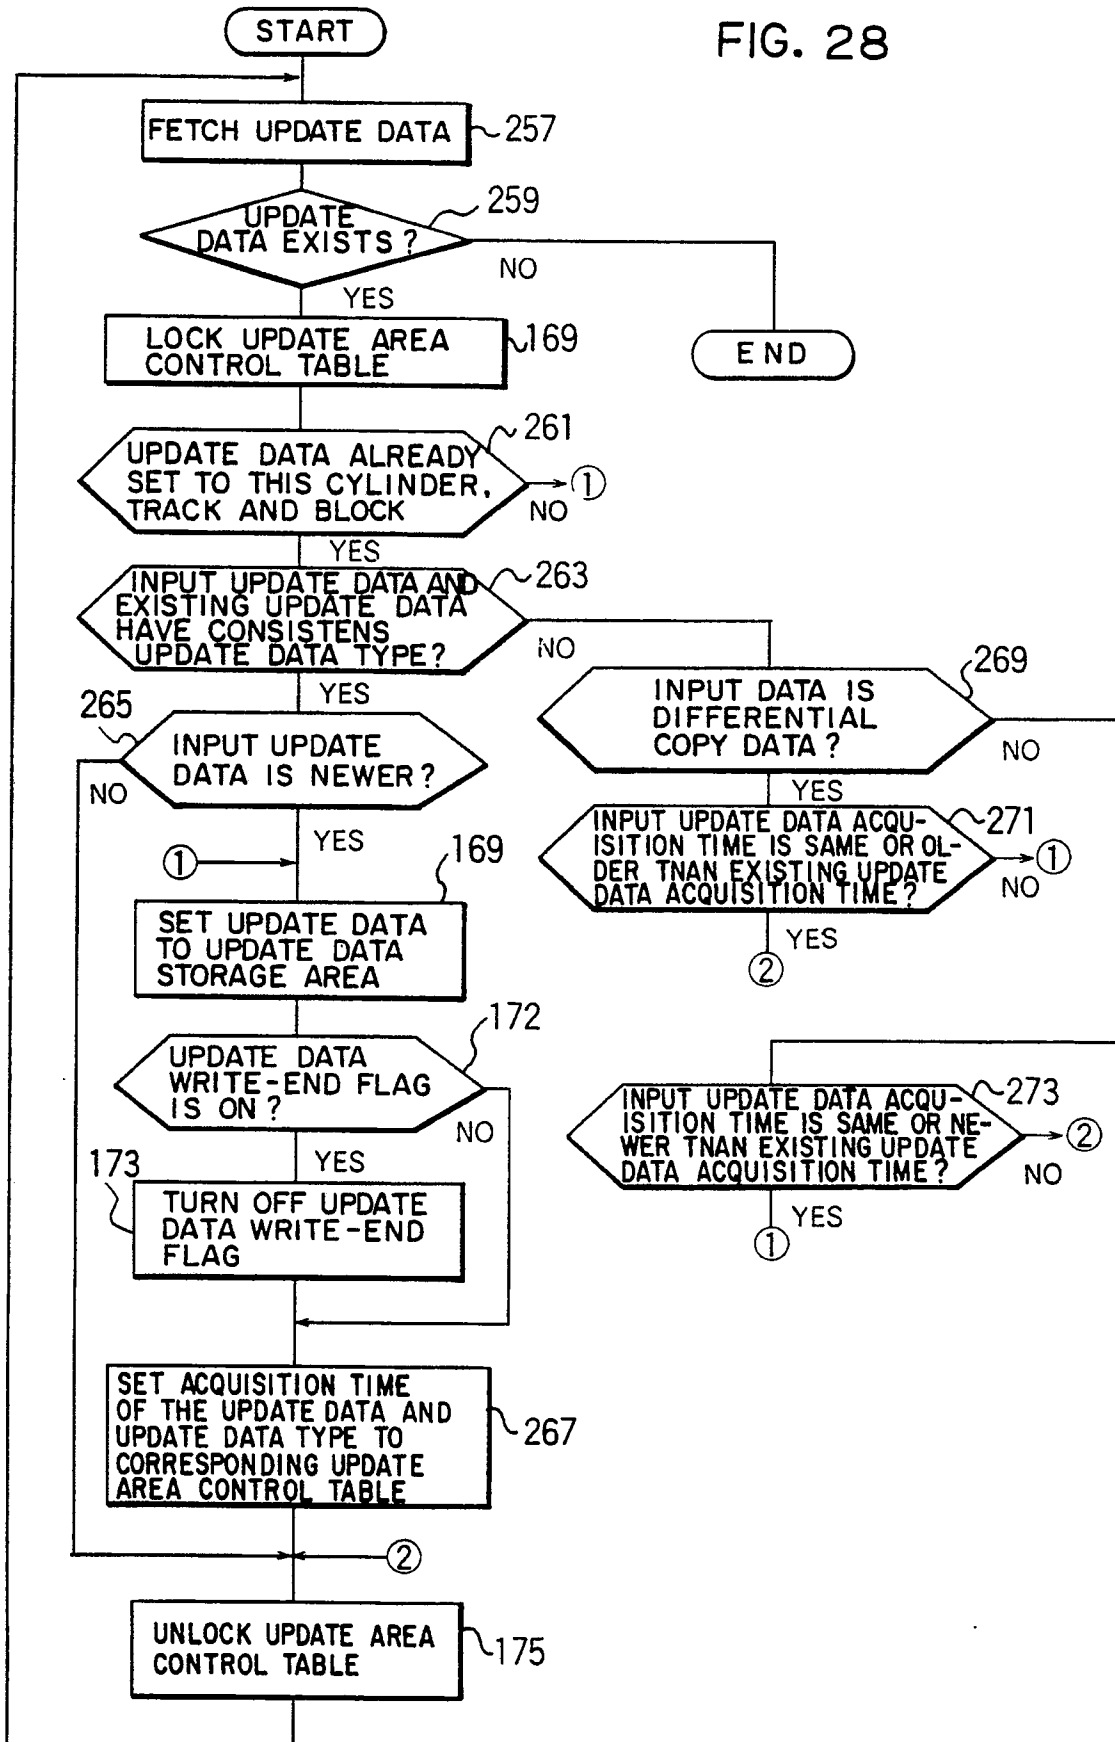 START
FIG. 28
FETCH UPDATE DATA
257
UPDATE
DATA EXISTS?
259
NO
YES
LOCK UPDATE AREA
CONTROL TABLE
169
END
UPDATE DATA ALREADY
SET TO THIS CYLINDER,
TRACK AND BLOCK
261
NO
1
YES
INPUT UPDATE DATA AND
EXISTING UPDATE DATA
HAVE CONSISTENS
UPDATE DATA TYPE?
263
NO
YES
INPUT DATA IS
DIFFERENTIAL
COPY DATA?
269
NO
YES
265
INPUT UPDATE
DATA IS NEWER?
NO
YES
INPUT UPDATE DATA ACQU-
ISITION TIME IS SAME OR OL-
DER TNAN EXISTING UPDATE
DATA ACQUISITION TIME?
271
1
NO
YES
2
1
169
SET UPDATE DATA
TO UPDATE DATA
STORAGE AREA
UPDATE DATA
WRITE-END FLAG
IS ON?
172
NO
YES
INPUT UPDATE DATA ACQU-
ISITION TIME IS SAME OR NE-
WER TNAN EXISTING UPDATE
DATA ACQUISITION TIME?
273
2
NO
YES
1
173
TURN OFF UPDATE
DATA WRITE-END
FLAG
SET ACQUISITION TIME
OF THE UPDATE DATA AND
UPDATE DATA TYPE TO
CORRESPONDING UPDATE
AREA CONTROL TABLE
267
2
UNLOCK UPDATE AREA
CONTROL TABLE
175